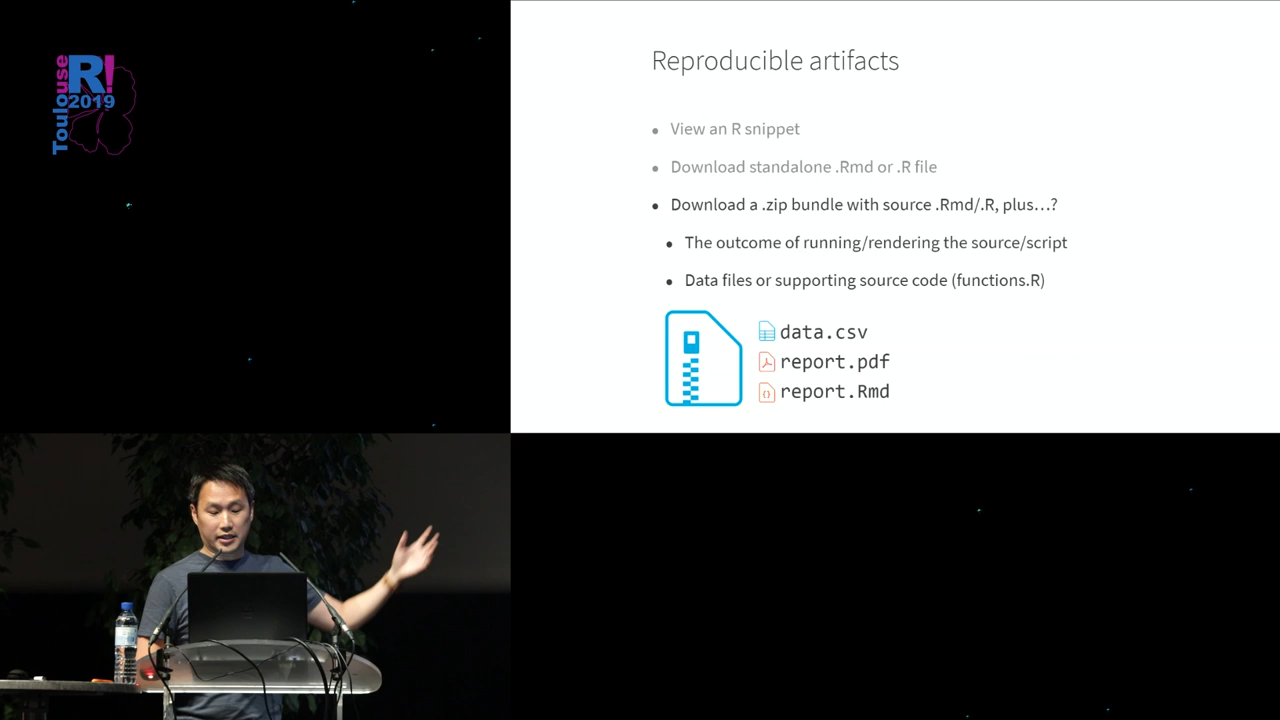 Toulouse
R!
2019
Reproducible artifacts
• View an R snippet
• Download standalone .Rmd or .R file
• Download a .zip bundle with source .Rmd/.R, plus…?
• The outcome of running/rendering the source/script
• Data files or supporting source code (functions.R)
data.csv
report.pdf
report.Rmd